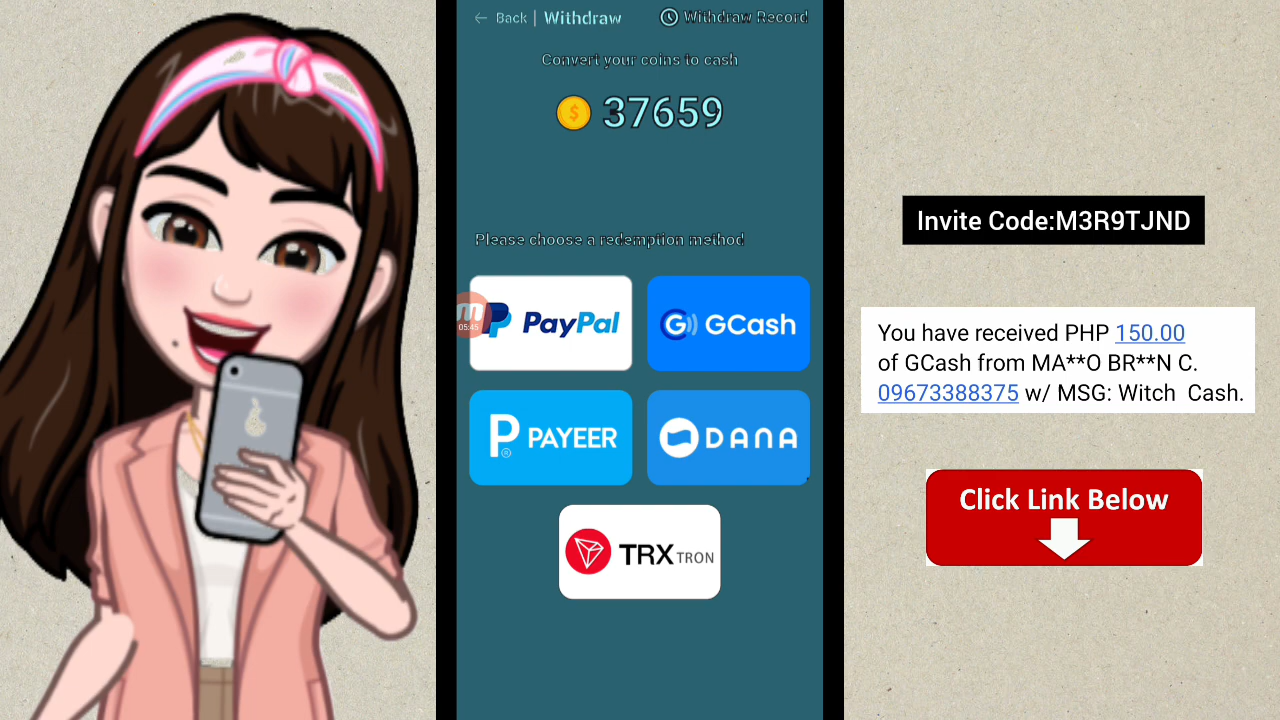 Back | Withdraw
Withdraw Record
Convert your coins to cash
$ 37659
Please choose a redemption method
PayPal
05:45
G GCash
P PAYEER
®
DANA
TRX TRON
Invite Code:M3R9TJND
You have received PHP 150.00
of GCash from MA**O BR**N C.
09673388375 w/ MSG: Witch Cash.
Click Link Below